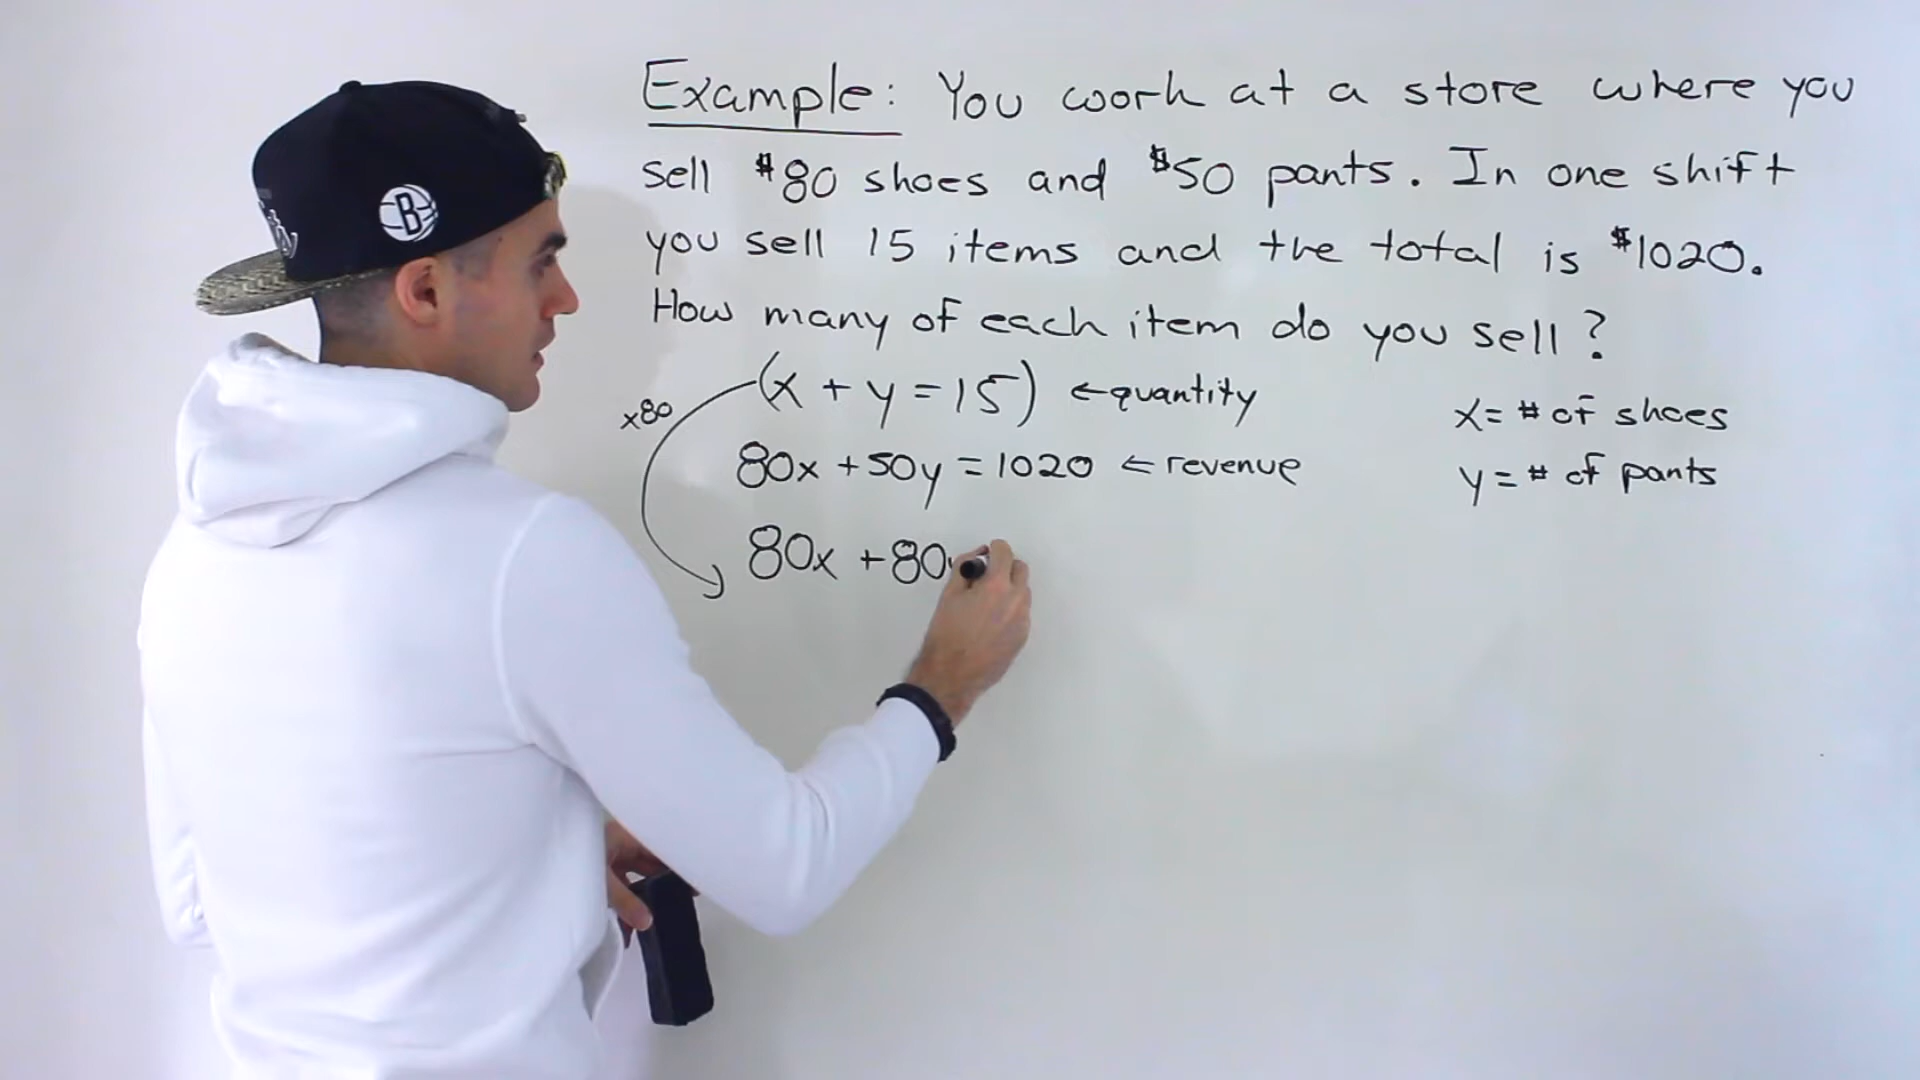 Example: You work at a store where you
sell $80 shoes and $50 pants. In one shift
you sell 15 items and the total is $1020.
How many of each item do you sell?
(x + y = 15) ← quantity
x80
x = # of shoes
80x + 50y = 1020 ← revenue
y = # of pants
80x + 80
B